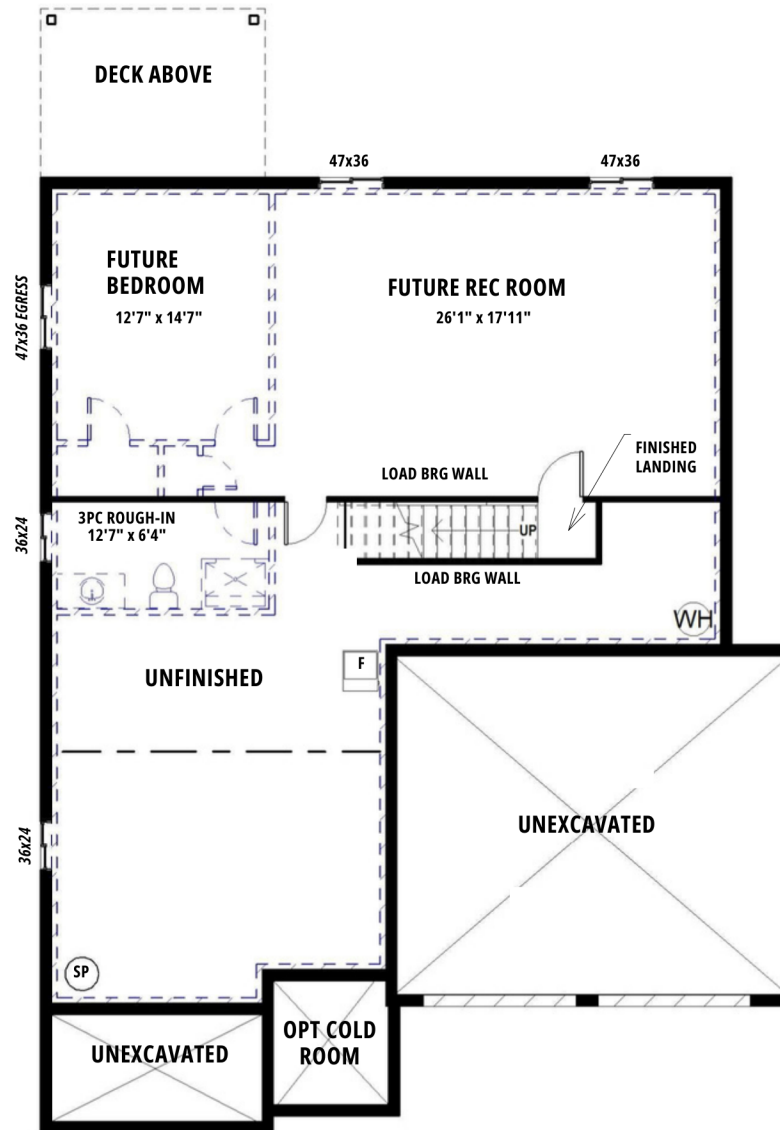 DECK ABOVE
47x36
47x36
FUTURE
BEDROOM
12'7" x 14'7"
47x36 EGRESS
FUTURE REC ROOM
26'1" x 17'11"
FINISHED
LANDING
LOAD BRG WALL
3PC ROUGH-IN
12'7" x 6'4"
36x24
UP
LOAD BRG WALL
WH
F
UNFINISHED
UNEXCAVATED
36x24
SP
UNEXCAVATED
OPT COLD
ROOM